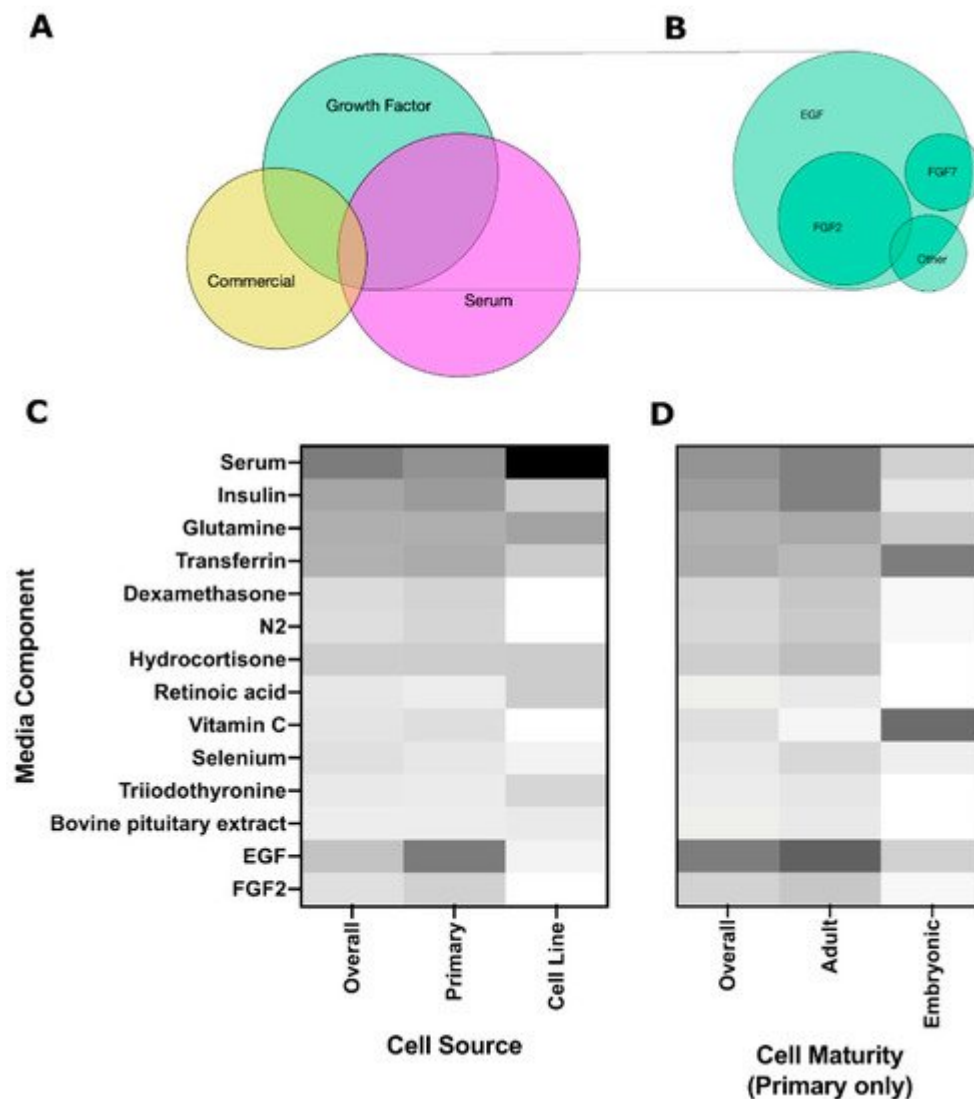 A
B
Growth Factor
Commercial
Serum
EGF
FGF7
FGF2
Other
C
D
Media Component
Serum
Insulin
Glutamine
Transferrin
Dexamethasone
N2
Hydrocortisone
Retinoic acid
Vitamin C
Selenium
Triiodothyronine
Bovine pituitary extract
EGF
FGF2
Overall
Primary
Cell Line
Cell Source
Overall
Adult
Embryonic
Cell Maturity
(Primary only)